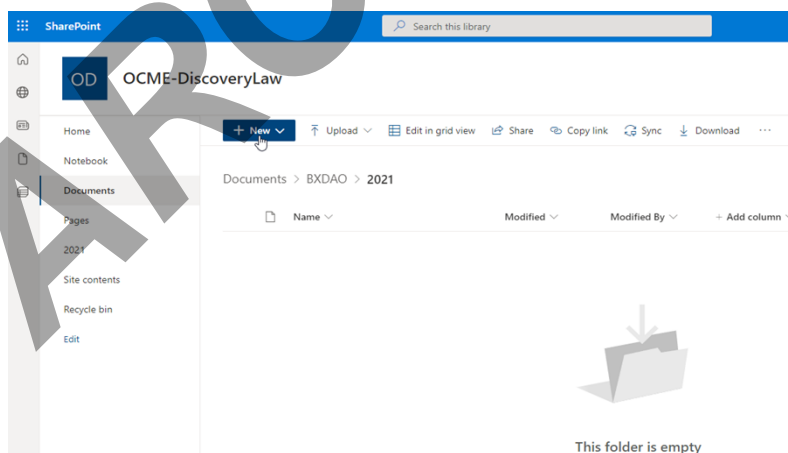 SharePoint
Search this library
OD
OCME-DiscoveryLaw
Home
Notebook
Documents
Pages
2021
Site contents
Recycle bin
Edit
+ New
Upload
Edit in grid view
Share
Copy link
Sync
Download
...
Documents > BXDAO > 2021
Name
Modified
Modified By
+ Add column
This folder is empty